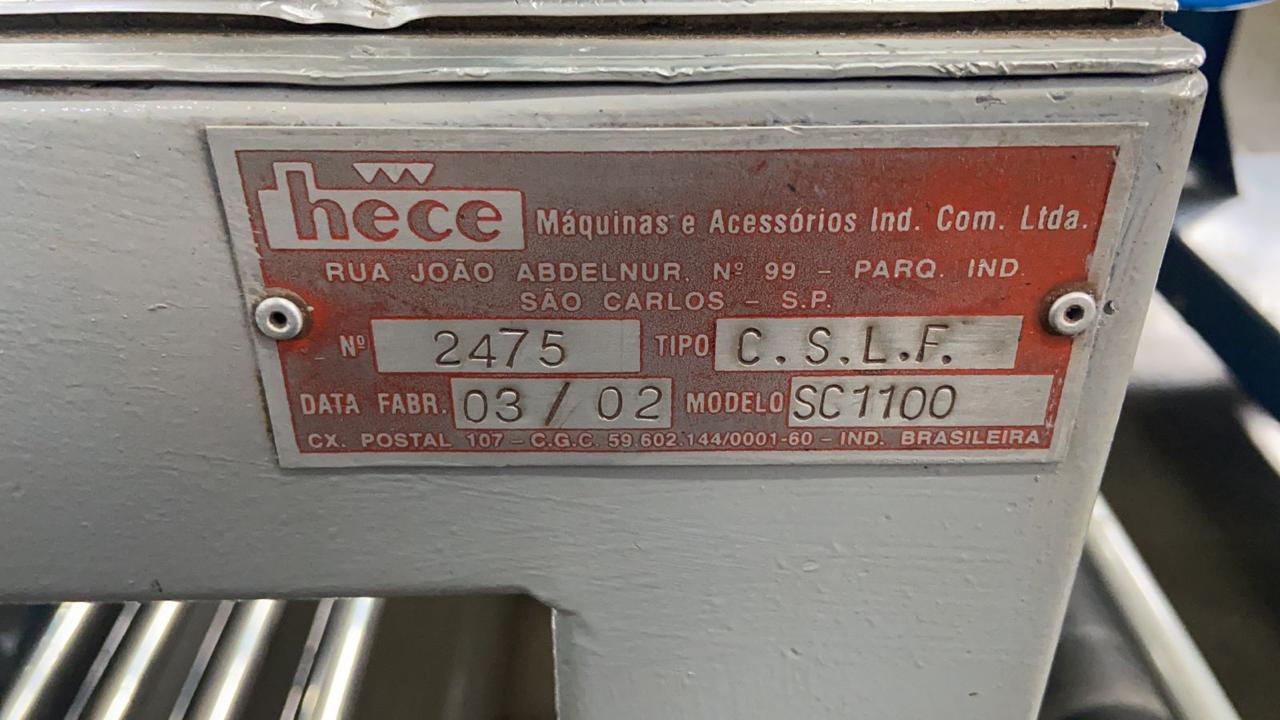 hece Máquinas e Acessórios Ind. Com. Ltda.
RUA JOÃO ABDELNUR, Nº 99 - PARQ. IND.
SÃO CARLOS - S.P.
Nº 2475 TIPO C.S.L.F.
DATA FABR. 03/02 MODELO SC1100
CX. POSTAL 107 - C.G.C. 59.602.144/0001-60 - IND. BRASILEIRA